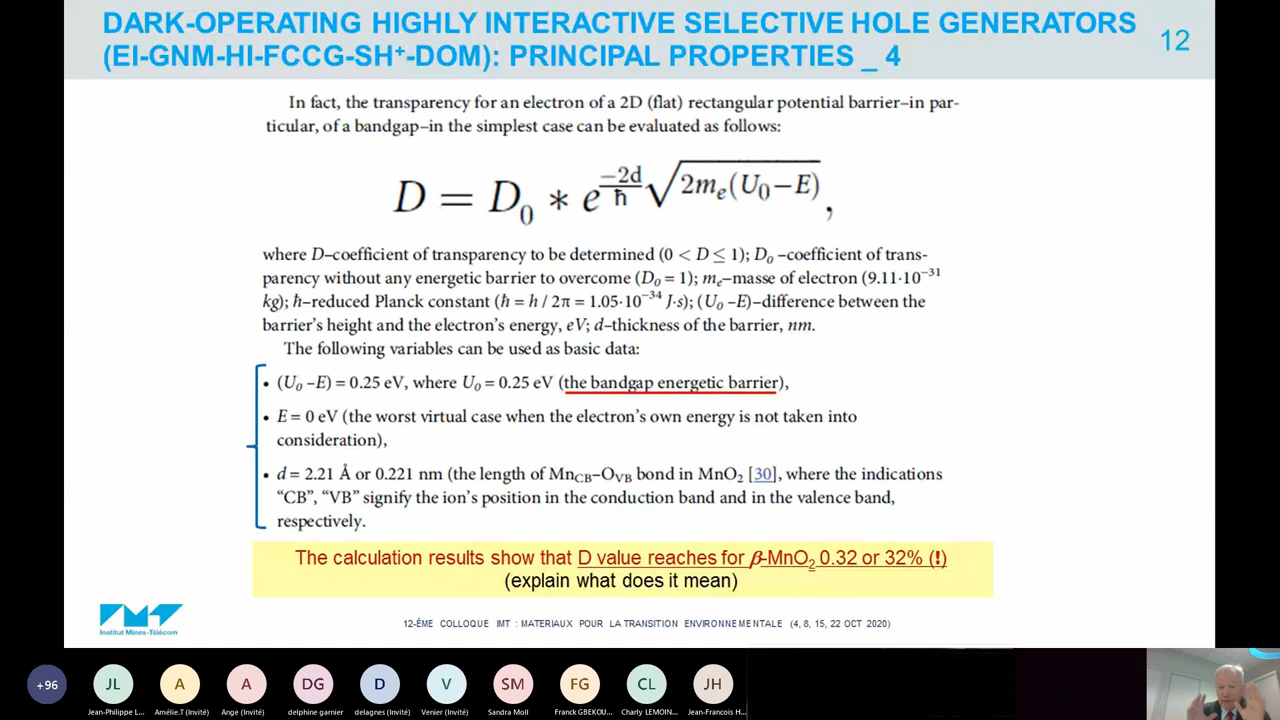 DARK-OPERATING HIGHLY INTERACTIVE SELECTIVE HOLE GENERATORS
(EI-GNM-HI-FCCG-SH⁺-DOM): PRINCIPAL PROPERTIES _ 4
12
In fact, the transparency for an electron of a 2D (flat) rectangular potential barrier–in par-
ticular, of a bandgap–in the simplest case can be evaluated as follows:
D = D₀ * e^(−2d/ħ √(2mₑ(U₀−E))),
where D–coefficient of transparency to be determined (0 < D ≤ 1); Dₒ –coefficient of trans-
parency without any energetic barrier to overcome (Dₒ = 1); mₑ–masse of electron (9.11·10⁻³¹
kg); ħ–reduced Planck constant (ħ = h / 2π = 1.05·10⁻³⁴ J·s); (Uₒ –E)–difference between the
barrier's height and the electron's energy, eV; d–thickness of the barrier, nm.
The following variables can be used as basic data:
• (Uₒ –E) = 0.25 eV, where Uₒ = 0.25 eV (the bandgap energetic barrier),
• E = 0 eV (the worst virtual case when the electron's own energy is not taken into
consideration),
• d = 2.21 Å or 0.221 nm (the length of Mn_CB–O_VB bond in MnO₂ [30], where the indications
“CB”, “VB” signify the ion's position in the conduction band and in the valence band,
respectively.
The calculation results show that D value reaches for β-MnO₂ 0.32 or 32% (!)
(explain what does it mean)
IMT
Institut Mines-Télécom
12-ÈME COLLOQUE IMT : MATERIAUX POUR LA TRANSITION ENVIRONNEMENTALE (4, 8, 15, 22 OCT 2020)
+96
JL
A
A
DG
D
V
SM
FG
CL
JH
Jean-Philippe L...
Amélie.T (Invité)
Ange (Invité)
delphine garnier
delagnes (Invité)
Venier (Invité)
Sandra Moll
Franck GBEKOU...
Charly LEMOIN...
Jean-Francois H...